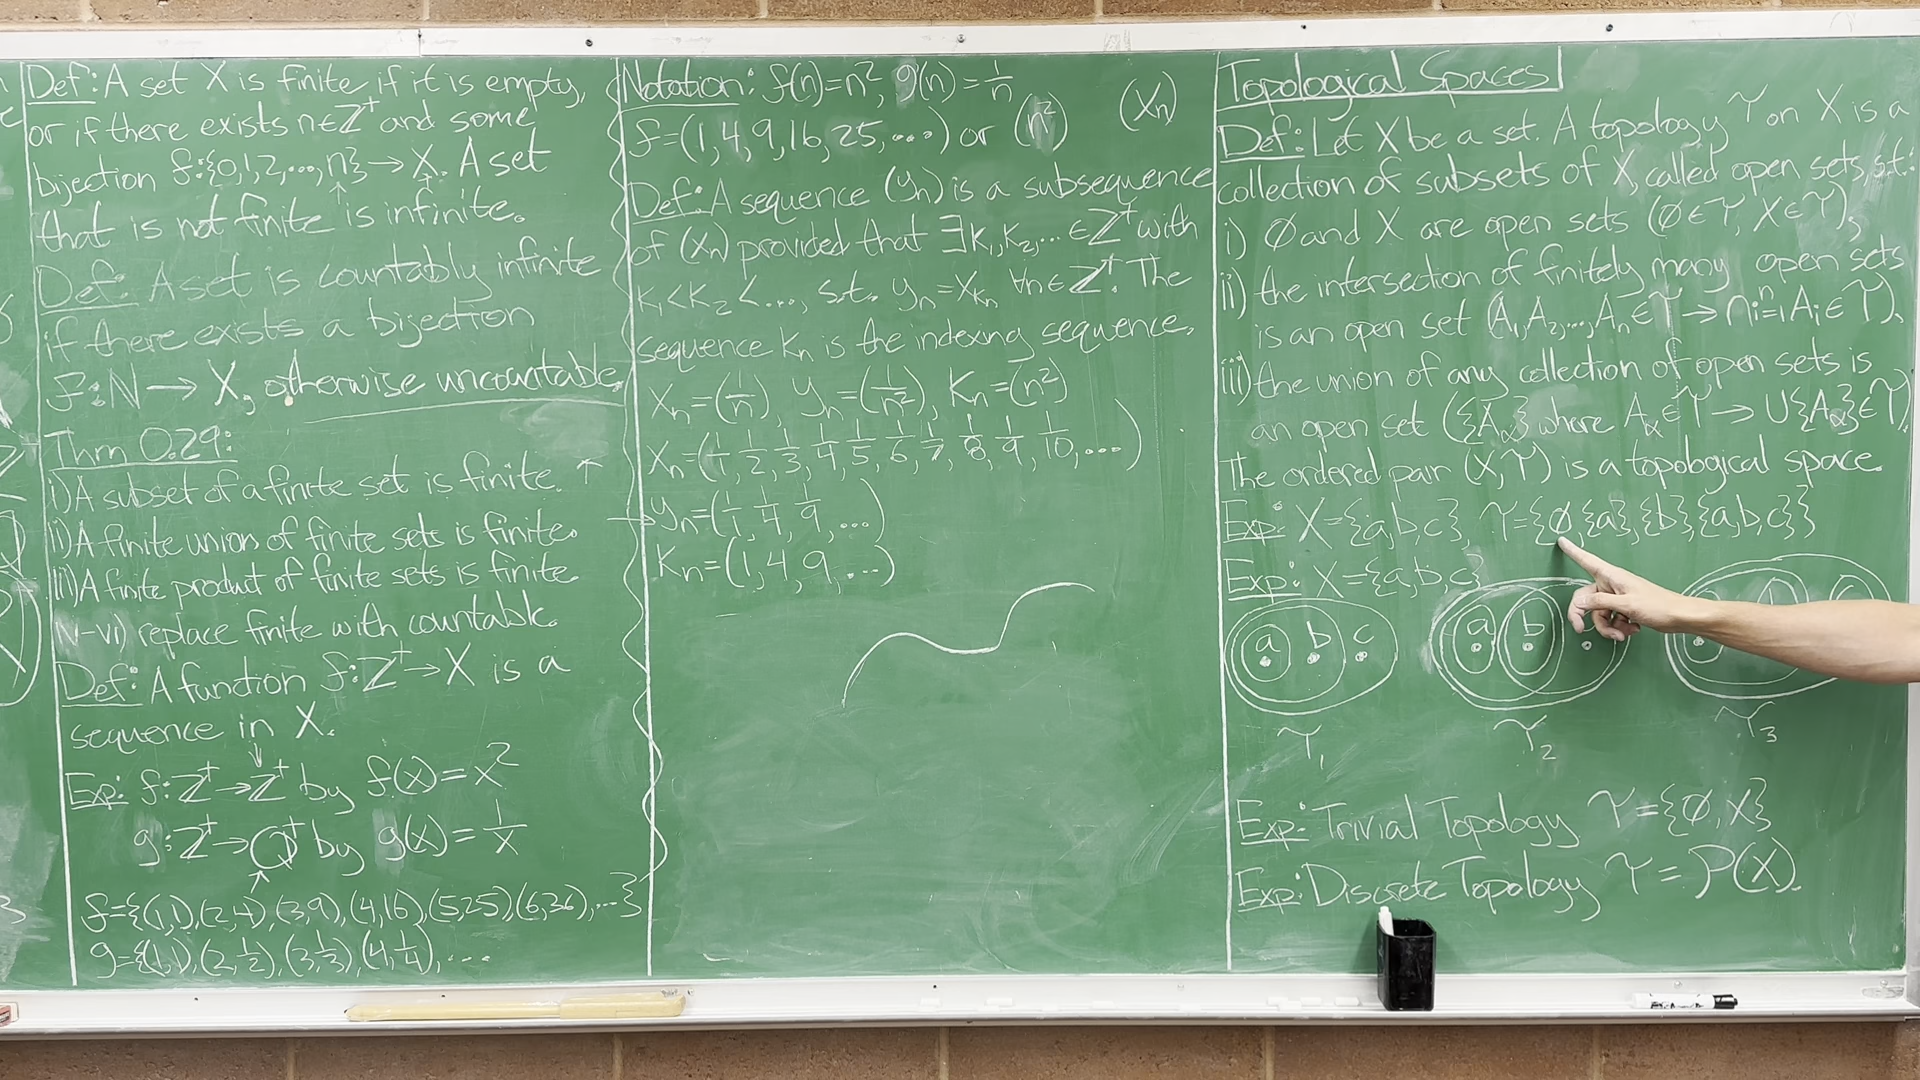 Def: A set X is finite if it is empty,
or if there exists n∈Z⁺ and some
bijection f:{0,1,2,...,n}→X. A set
that is not finite is infinite.
Def: A set is countably infinite
if there exists a bijection
f:N→X, otherwise uncountable.
Thm 0.29:
i) A subset of a finite set is finite.
ii) A finite union of finite sets is finite.
iii) A finite product of finite sets is finite.
iv-vi) replace finite with countable.
Def: A function f:Z⁺→X is a
sequence in X.
Exp: f:Z⁺→Z⁺ by f(x)=x²
g:Z⁺→Q⁺ by g(x)=1/x
f={(1,1),(2,4),(3,9),(4,16),(5,25),(6,36),...}
g={(1,1),(2,1/2),(3,1/3),(4,1/4),...
Notation: f(n)=n², g(n)=1/n
f=(1,4,9,16,25,...) or (n²) (Xn)
Def: A sequence (yn) is a subsequence
of (Xn) provided that ∃K₁,K₂,...∈Z⁺ with
K₁<K₂<..., s.t. yn=X_Kn ∀n∈Z⁺. The
sequence Kn is the indexing sequence.
Xn=(1/n), yn=(1/n²), Kn=(n²)
Xn=(1/1,1/2,1/3,1/4,1/5,1/6,1/7,1/8,1/9,1/10,...)
yn=(1/1,1/4,1/9,...)
Kn=(1,4,9,...)
Topological Spaces
Def: Let X be a set. A topology Υ on X is a
collection of subsets of X, called open sets, s.t.:
i) Ø and X are open sets (Ø∈Υ, X∈Υ),
ii) the intersection of finitely many open sets
is an open set (A₁,A₂,...,An∈Υ→∩ⁿi=1 Ai∈Υ),
iii) the union of any collection of open sets is
an open set ({Aα} where Aα∈Υ→∪{Aα}∈Υ)
The ordered pair (X,Υ) is a topological space.
Exp: X={a,b,c}, Υ={Ø,{a},{b},{a,b,c}}
Exp: X={a,b,c}
a b c a b
Υ₁ Υ₂ Υ₃
Exp: Trivial Topology Υ={Ø,X}
Exp: Discrete Topology Υ=P(X).